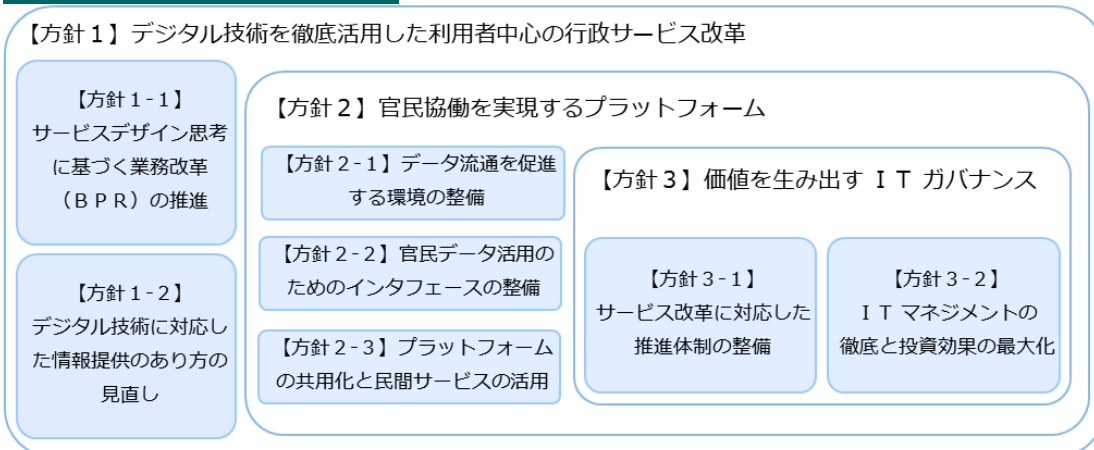 【方針１】デジタル技術を徹底活用した利用者中心の行政サービス改革
【方針１-１】
サービスデザイン思考
に基づく業務改革
（ＢＰＲ）の推進
【方針１-２】
デジタル技術に対応し
た情報提供のあり方の
見直し
【方針２】官民協働を実現するプラットフォーム
【方針２-１】データ流通を促進
する環境の整備
【方針２-２】官民データ活用の
ためのインタフェースの整備
【方針２-３】プラットフォーム
の共用化と民間サービスの活用
【方針３】価値を生み出す ＩＴ ガバナンス
【方針３-１】
サービス改革に対応した
推進体制の整備
【方針３-２】
ＩＴ マネジメントの
徹底と投資効果の最大化